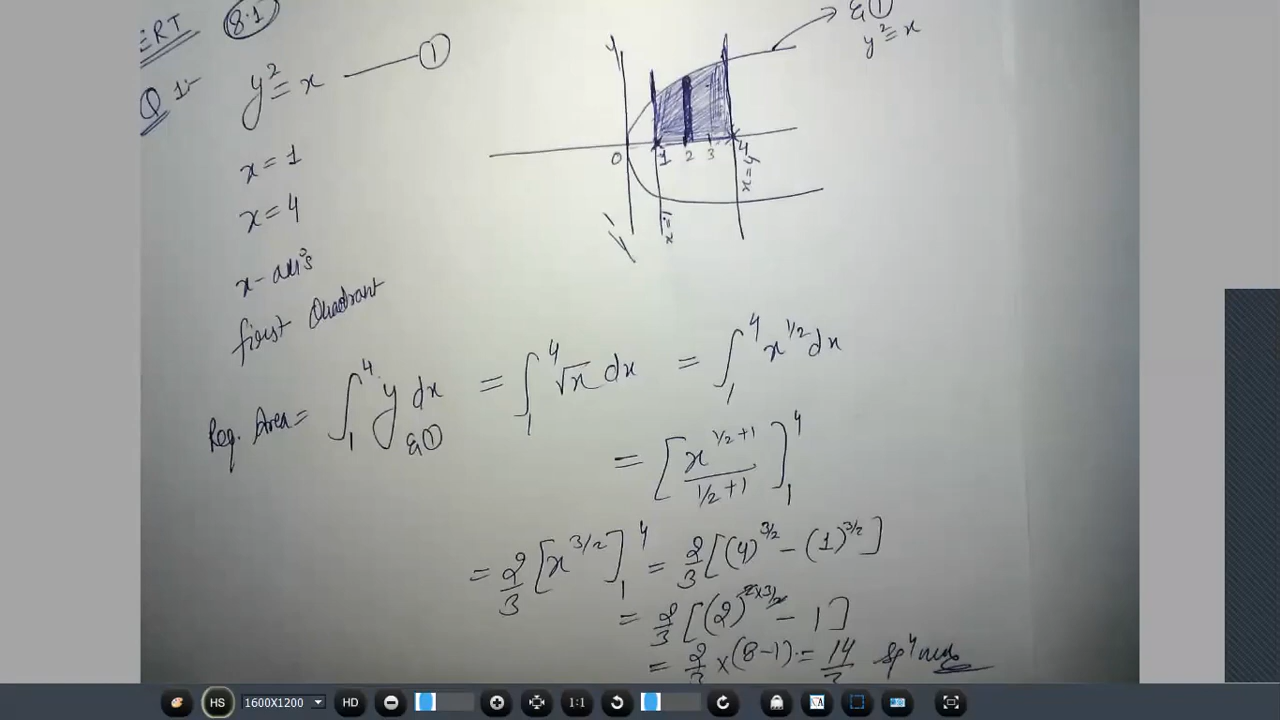 ERT 8.1
Q 1:- y² = x — ①
x = 1
x = 4
x-axis
first Quadrant
Y
Eq ①
y² = x
0 1 2 3 4
x=1
x=4
Y'
Req. Area = ∫₁⁴ y dx = ∫₁⁴ √x dx = ∫₁⁴ x^(1/2) dx
Eq ①
= [x^(1/2+1) / (1/2+1)]₁⁴
= 2/3 [x^(3/2)]₁⁴ = 2/3 [(4)^(3/2) - (1)^(3/2)]
= 2/3 [(2)^(2×3/2) - 1]
= 2/3 × (8-1) = 14/3 Sq units
HS 1600X1200 HD 1:1